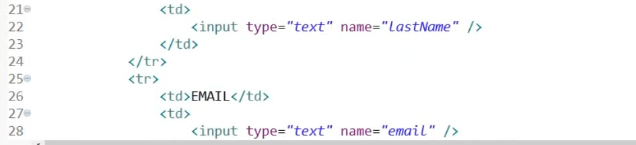 21 <td>
22 <input type="text" name="lastName" />
23 </td>
24 </tr>
25 <tr>
26 <td>EMAIL</td>
27 <td>
28 <input type="text" name="email" />